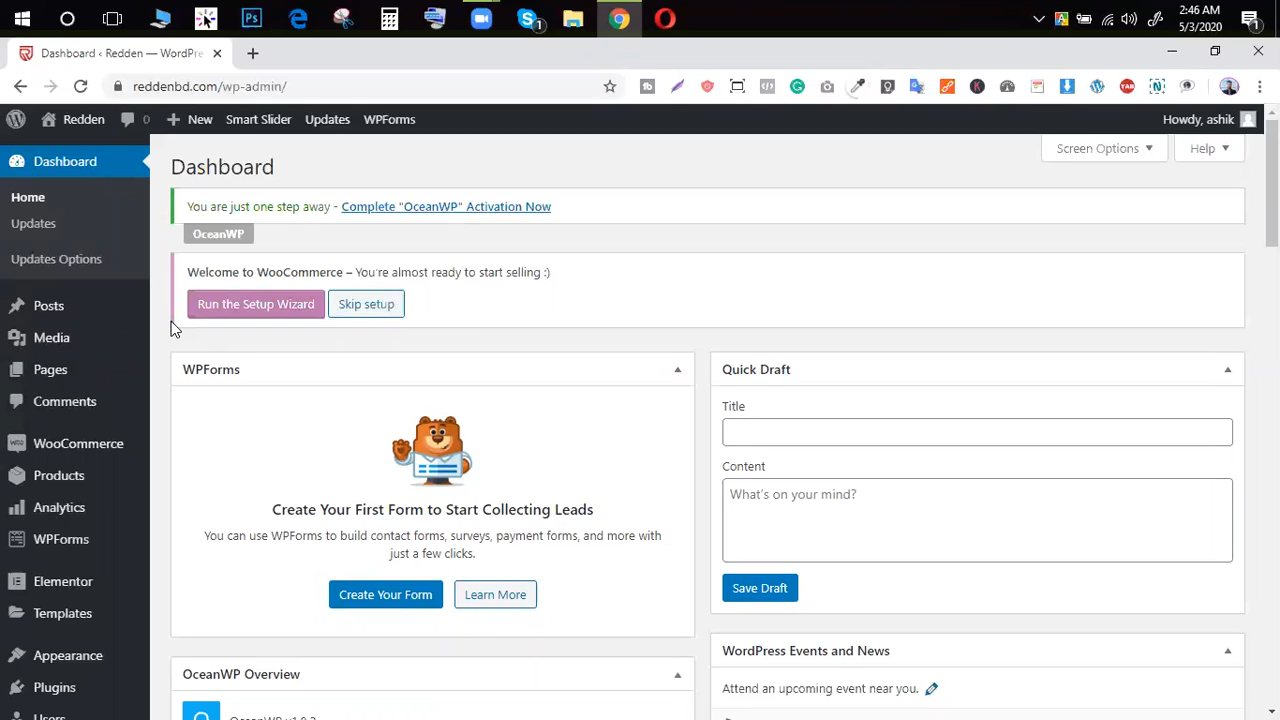 2:46 AM
5/3/2020
Dashboard ‹ Redden — WordPre
reddenbd.com/wp-admin/
Redden 0 New Smart Slider Updates WPForms Howdy, ashik
Dashboard
Home
Updates
Updates Options
Posts
Media
Pages
Comments
WooCommerce
Products
Analytics
WPForms
Elementor
Templates
Appearance
Plugins
Users
Screen Options
Help
Dashboard
You are just one step away - Complete "OceanWP" Activation Now
OceanWP
Welcome to WooCommerce – You're almost ready to start selling :)
Run the Setup Wizard
Skip setup
WPForms
Create Your First Form to Start Collecting Leads
You can use WPForms to build contact forms, surveys, payment forms, and more with
just a few clicks.
Create Your Form
Learn More
OceanWP Overview
Quick Draft
Title
Content
What's on your mind?
Save Draft
WordPress Events and News
Attend an upcoming event near you.